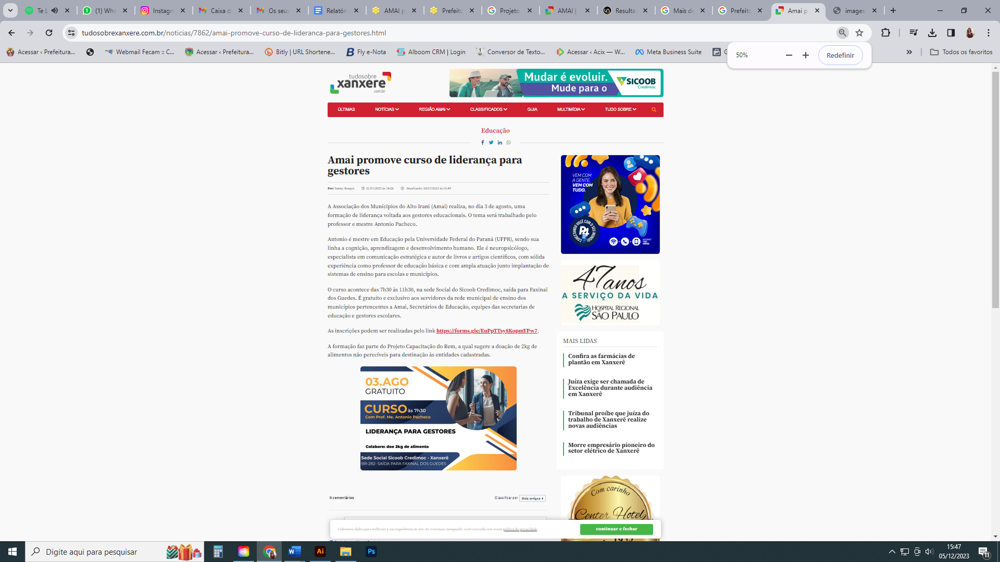 Te L
(1) Wha
Instagra
Caixa de
Os seus
Relatóri
AMAI p
Prefeito
Projeto
AMAI |
Resulta
Mais de
Prefeito
Amai p
images
tudosobrexanxere.com.br/noticias/7862/amai-promove-curso-de-lideranca-para-gestores.html
Acessar ‹ Prefeitura...
Webmail Fecam :: C...
Acessar ‹ Prefeitura...
Bitly | URL Shortene...
Fly e-Nota
Alboom CRM | Login
Conversor de Texto...
Acessar ‹ Acix — W...
Meta Business Suite
G
Todos os favoritos
50%
Redefinir
tudosobre
xanxere
.com.br
Mudar é evoluir.
Mude para o
SICOOB
Credimoc
ÚLTIMAS
NOTÍCIAS
REGIÃO AMAI
CLASSIFICADOS
GUIA
MULTIMÍDIA
TUDO SOBRE
Educação
Amai promove curso de liderança para
gestores
Por: Sanny Borges
21/07/2023 às 14:28
Atualizado: 28/07/2023 às 16:49
A Associação dos Munícipios do Alto Irani (Amai) realiza, no dia 3 de agosto, uma
formação de liderança voltada aos gestores educacionais. O tema será trabalhado pelo
professor e mestre Antonio Pacheco.
Antonio é mestre em Educação pela Universidade Federal do Paraná (UFPR), sendo sua
linha a cognição, aprendizagem e desenvolvimento humano. Ele é neuropsicólogo,
especialista em comunicação estratégica e autor de livros e artigos científicos, com sólida
experiência como professor de educação básica e com ampla atuação junto implantação de
sistemas de ensino para escolas e municípios.
O curso acontece das 7h30 às 11h30, na sede Social do Sicoob Credimoc, saída para Faxinal
dos Guedes. É gratuito e exclusivo aos servidores da rede municipal de ensino dos
municípios pertencentes a Amai, Secretários de Educação, equipes das secretarias de
educação e gestores escolares.
As inscrições podem ser realizadas pelo link https://forms.gle/EuPpTTsy8KopmYPw7.
A formação faz parte do Projeto Capacitação do Bem, a qual sugere a doação de 2kg de
alimentos não perecíveis para destinação às entidades cadastradas.
03.AGO
GRATUITO
CURSO às 7h30
Com Prof. Me. Antonio Pacheco
LIDERANÇA PARA GESTORES
Colabore: doe 2kg de alimento
Sede Social Sicoob Credimoc - Xanxerê
BR-282- SAÍDA PARA FAXINAL DOS GUEDES
0 comentários
Classificar por
Mais antigos
VEM COM
A GENTE,
VEM COM
TUDO.
P4
CONECTANDO VOCÊ COM O SEU MUNDO!
INTERNET
FIXO
MÓVEL
47 anos
A SERVIÇO DA VIDA
HOSPITAL REGIONAL
SÃO PAULO
MAIS LIDAS
Confira as farmácias de
plantão em Xanxerê
Juíza exige ser chamada de
Excelência durante audiência
em Xanxerê
Tribunal proíbe que juíza do
trabalho de Xanxerê realize
novas audiências
Morre empresário pioneiro do
setor elétrico de Xanxerê
Com carinho
Center Hotel
Coletamos dados para melhorar a sua experiência no site. Ao continuar navegando, você concorda com nossa política de privacidade.
continuar e fechar
Digite aqui para pesquisar
15:47
05/12/2023
11